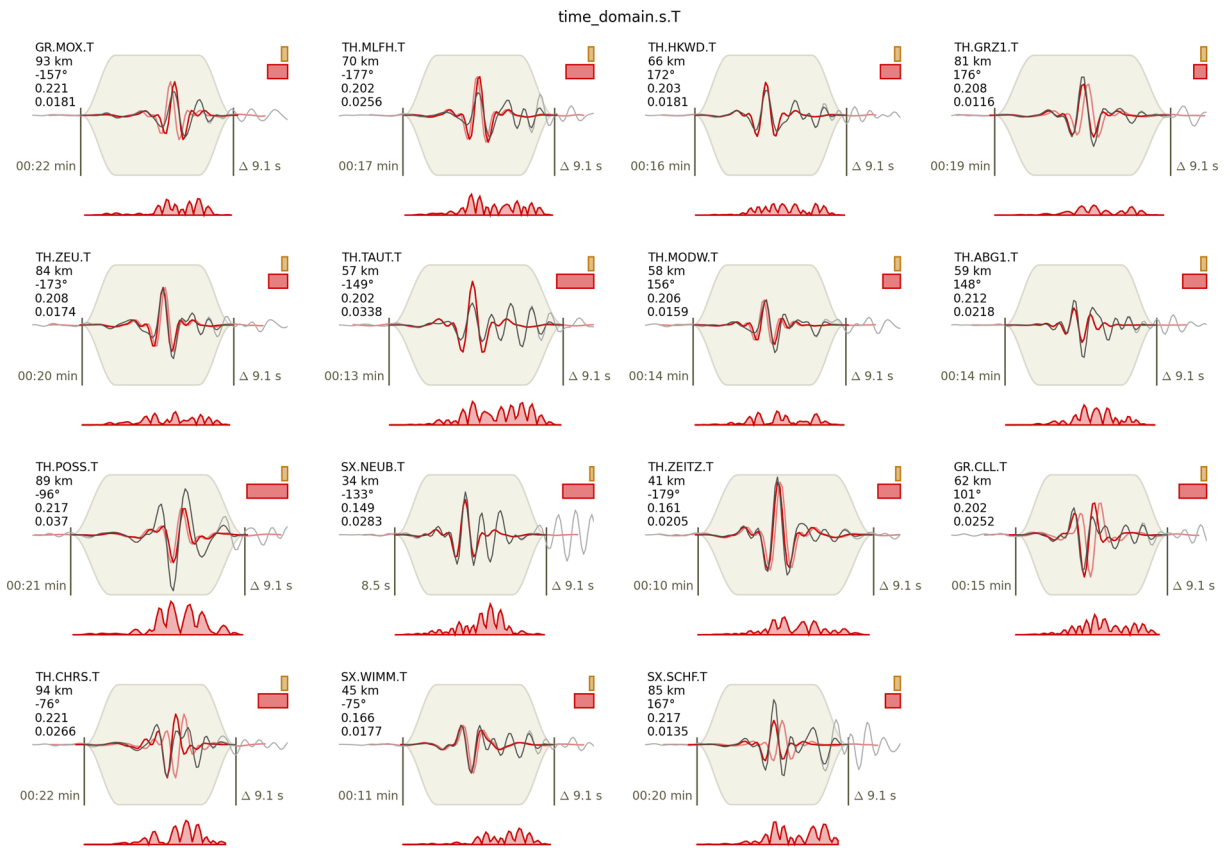 time_domain.s.T
GR.MOX.T
93 km
-157°
0.221
0.0181
00:22 min
Δ 9.1 s
TH.MLFH.T
70 km
-177°
0.202
0.0256
00:17 min
Δ 9.1 s
TH.HKWD.T
66 km
172°
0.203
0.0181
00:16 min
Δ 9.1 s
TH.GRZ1.T
81 km
176°
0.208
0.0116
00:19 min
Δ 9.1 s
TH.ZEU.T
84 km
-173°
0.208
0.0174
00:20 min
Δ 9.1 s
TH.TAUT.T
57 km
-149°
0.202
0.0338
00:13 min
Δ 9.1 s
TH.MODW.T
58 km
156°
0.206
0.0159
00:14 min
Δ 9.1 s
TH.ABG1.T
59 km
148°
0.212
0.0218
00:14 min
Δ 9.1 s
TH.POSS.T
89 km
-96°
0.217
0.037
00:21 min
Δ 9.1 s
SX.NEUB.T
34 km
-133°
0.149
0.0283
8.5 s
Δ 9.1 s
TH.ZEITZ.T
41 km
-179°
0.161
0.0205
00:10 min
Δ 9.1 s
GR.CLL.T
62 km
101°
0.202
0.0252
00:15 min
Δ 9.1 s
TH.CHRS.T
94 km
-76°
0.221
0.0266
00:22 min
Δ 9.1 s
SX.WIMM.T
45 km
-75°
0.166
0.0177
00:11 min
Δ 9.1 s
SX.SCHF.T
85 km
167°
0.217
0.0135
00:20 min
Δ 9.1 s